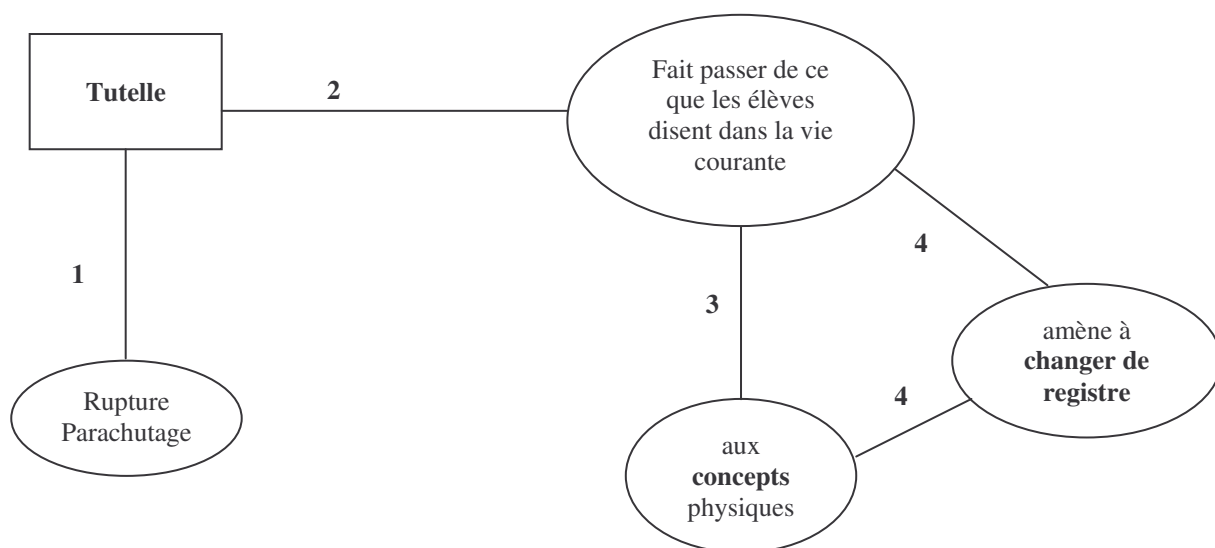 Tutelle
2
Fait passer de ce
que les élèves
disent dans la vie
courante
1
4
3
Rupture
Parachutage
amène à
changer de
registre
4
aux
concepts
physiques